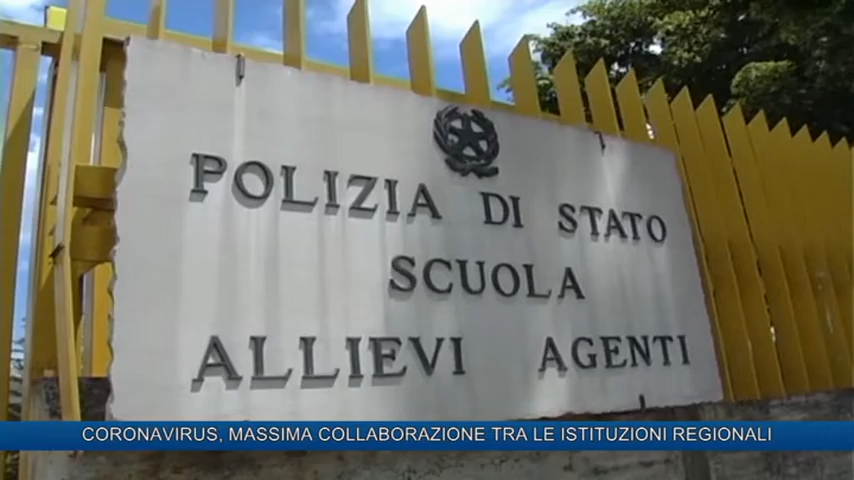 POLIZIA DI STATO
SCUOLA
ALLIEVI AGENTI
CORONAVIRUS, MASSIMA COLLABORAZIONE TRA LE ISTITUZIONI REGIONALI